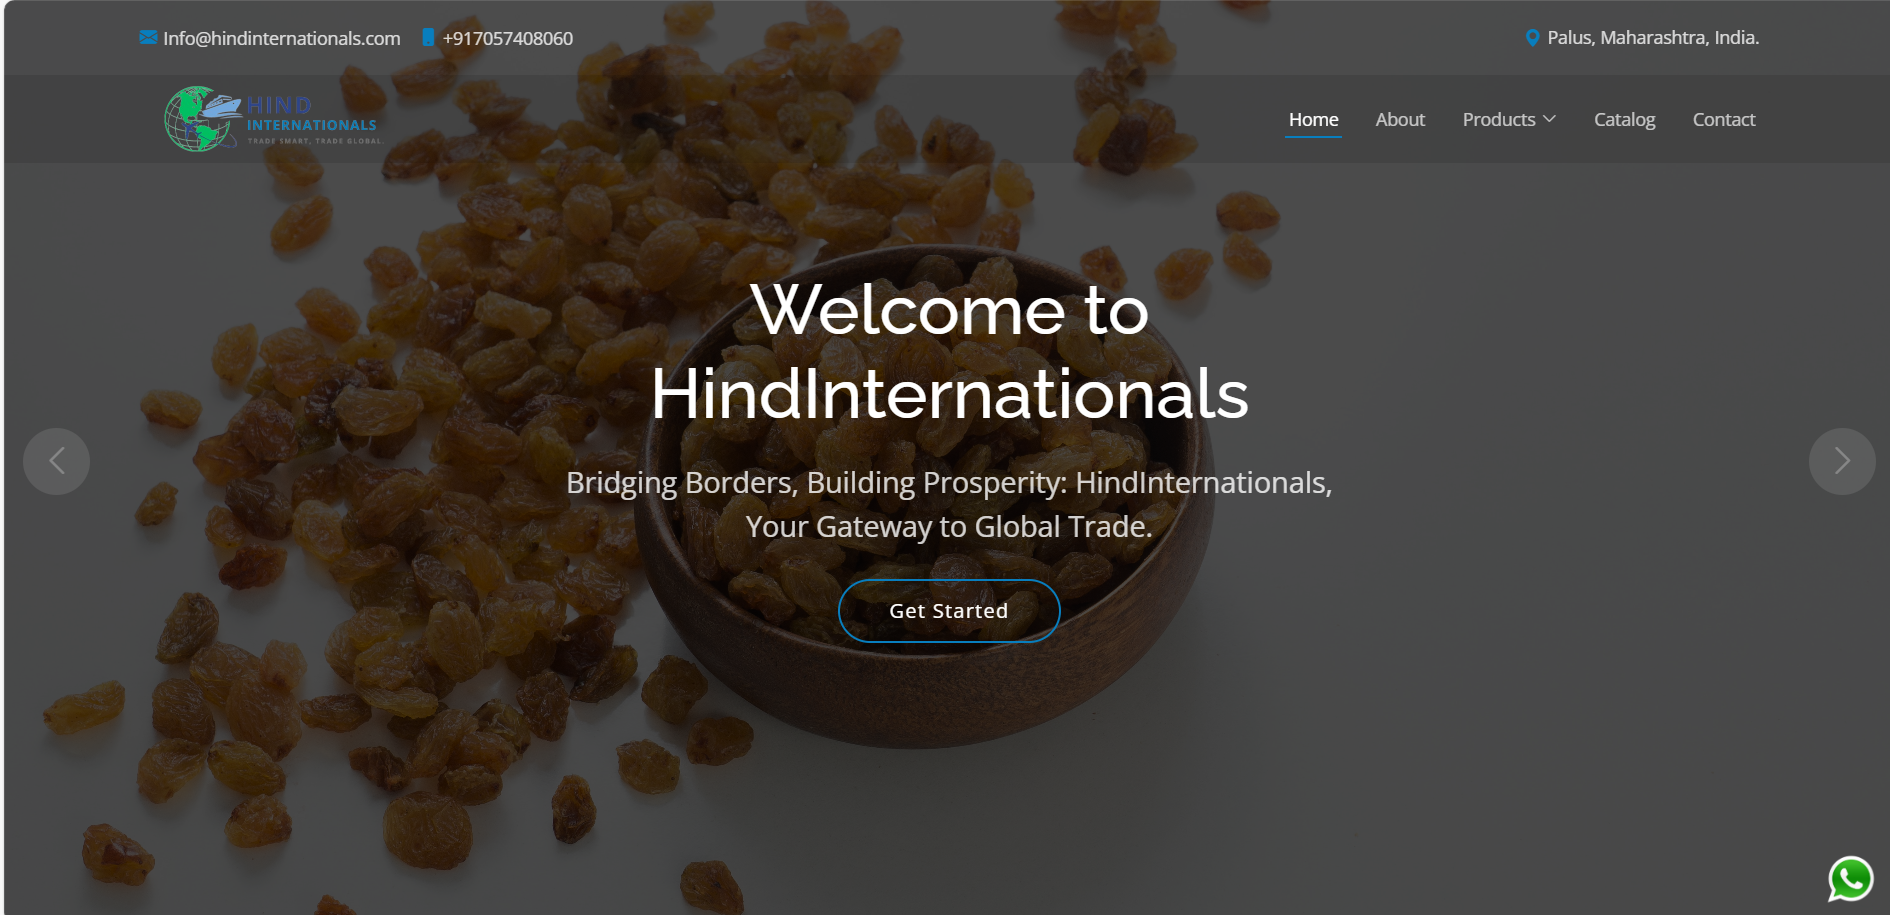 Info@hindinternationals.com +917057408060 Palus, Maharashtra, India.
HIND
INTERNATIONALS
TRADE SMART, TRADE GLOBAL.
Home About Products Catalog Contact
Welcome to
HindInternationals
Bridging Borders, Building Prosperity: HindInternationals,
Your Gateway to Global Trade.
Get Started